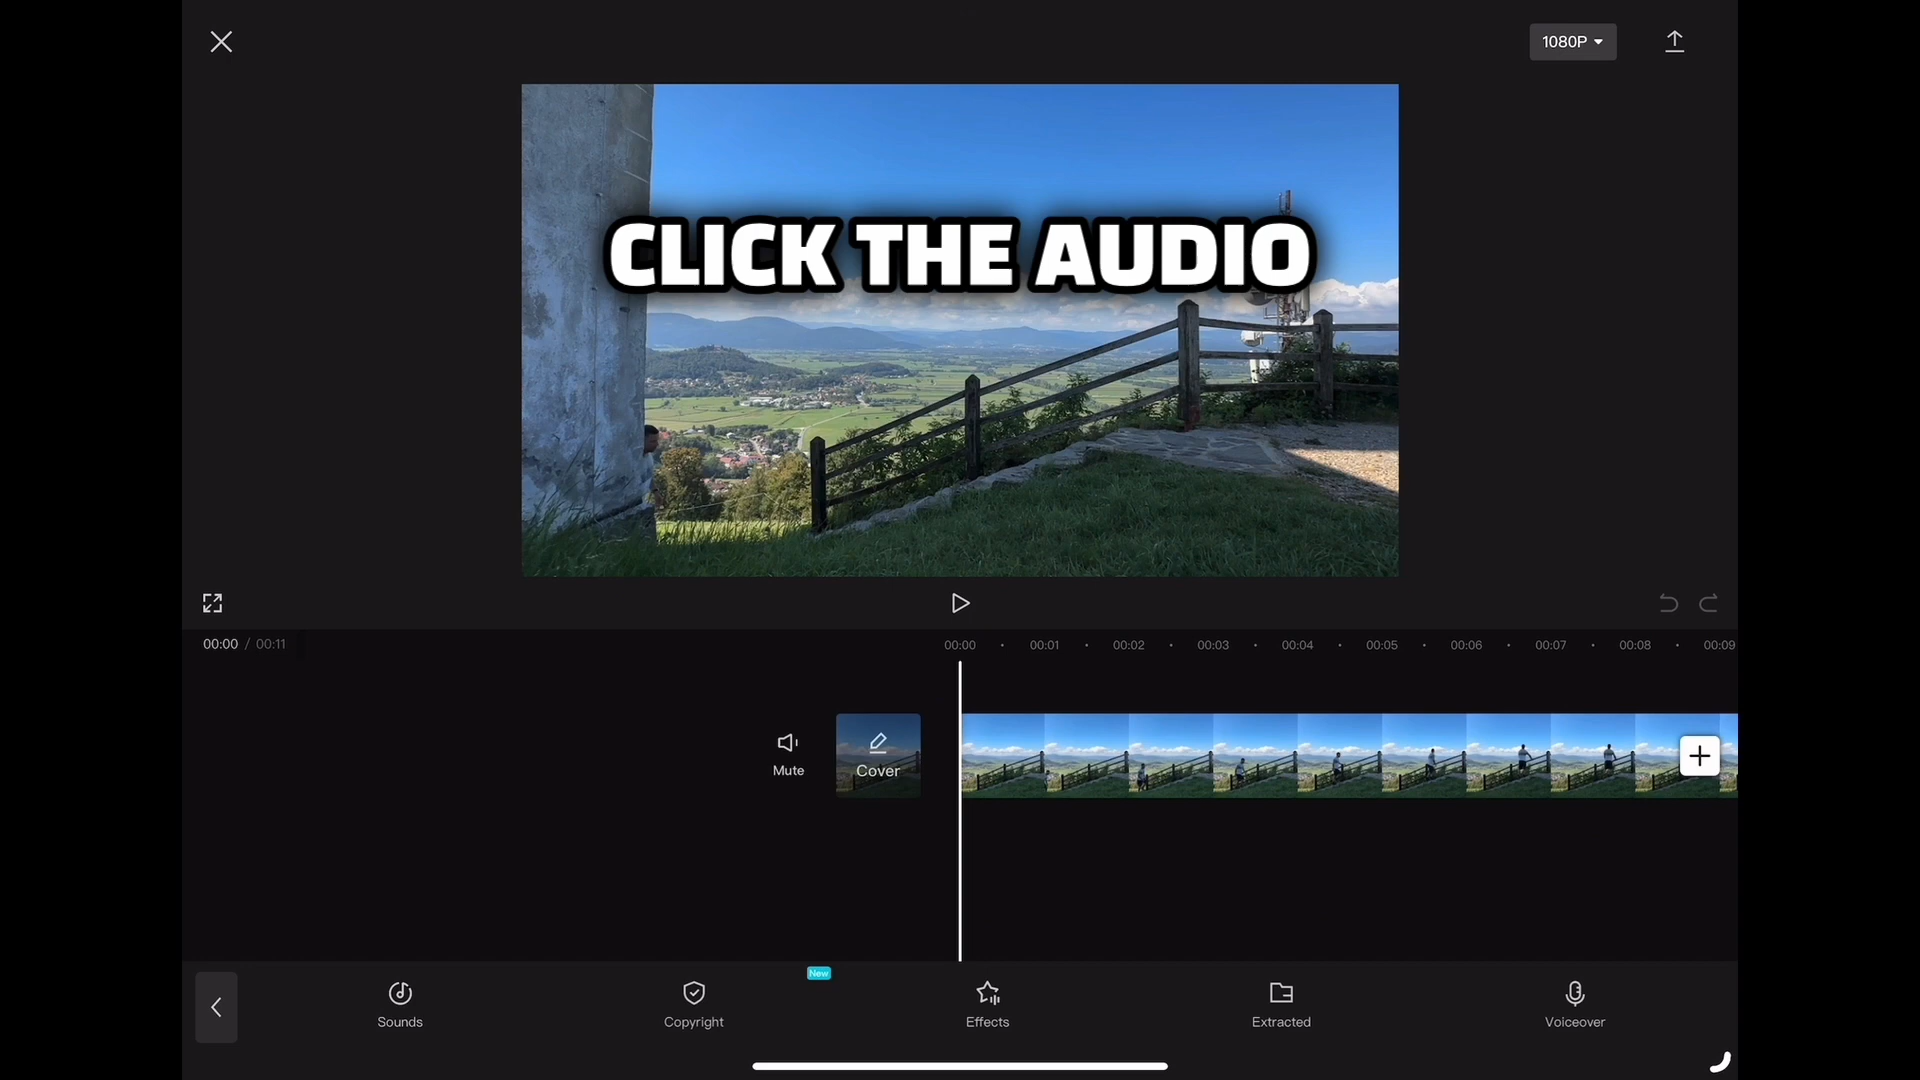 1080P
CLICK THE AUDIO
00:00 / 00:11
00:00 00:01 00:02 00:03 00:04 00:05 00:06 00:07 00:08 00:09
Mute
Cover
New
Sounds
Copyright
Effects
Extracted
Voiceover